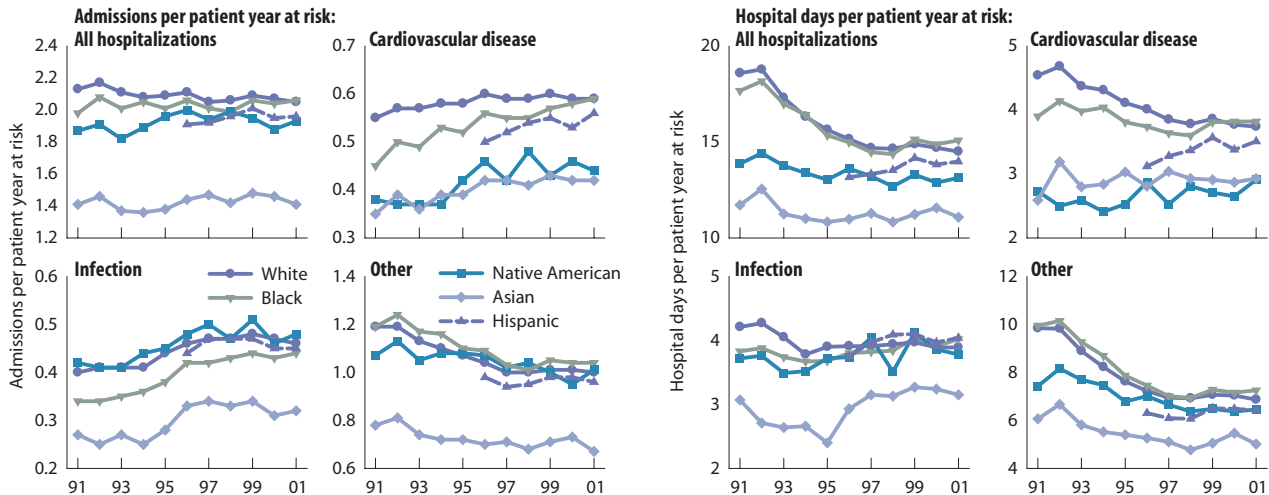 Admissions per patient year at risk:
All hospitalizations
Cardiovascular disease
2.4
2.2
2.0
1.8
1.6
1.4
1.2
0.7
0.6
0.5
0.4
0.3
Infection
Other
0.6
0.5
0.4
0.3
0.2
1.4
1.2
1.0
0.8
0.6
White
Black
Native American
Asian
Hispanic
91 93 95 97 99 01
91 93 95 97 99 01
Admissions per patient year at risk
Hospital days per patient year at risk:
All hospitalizations
Cardiovascular disease
20
15
10
5
4
3
2
Infection
Other
5
4
3
2
12
10
8
6
4
91 93 95 97 99 01
91 93 95 97 99 01
Hospital days per patient year at risk